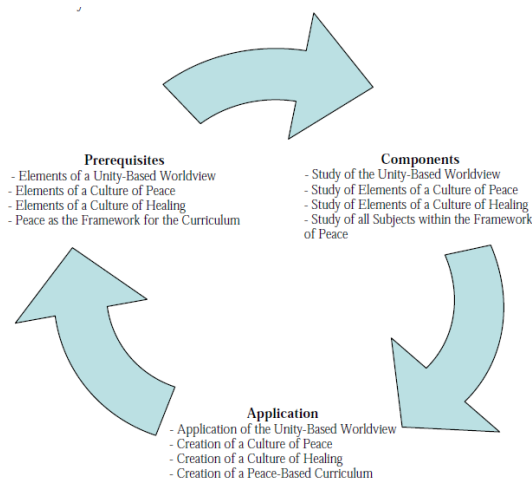 Prerequisites
- Elements of a Unity-Based Worldview
- Elements of a Culture of Peace
- Elements of a Culture of Healing
- Peace as the Framework for the Curriculum
Components
- Study of the Unity-Based Worldview
- Study of Elements of a Culture of Peace
- Study of Elements of a Culture of Healing
- Study of all Subjects within the Framework
of Peace
Application
- Application of the Unity-Based Worldview
- Creation of a Culture of Peace
- Creation of a Culture of Healing
- Creation of a Peace-Based Curriculum